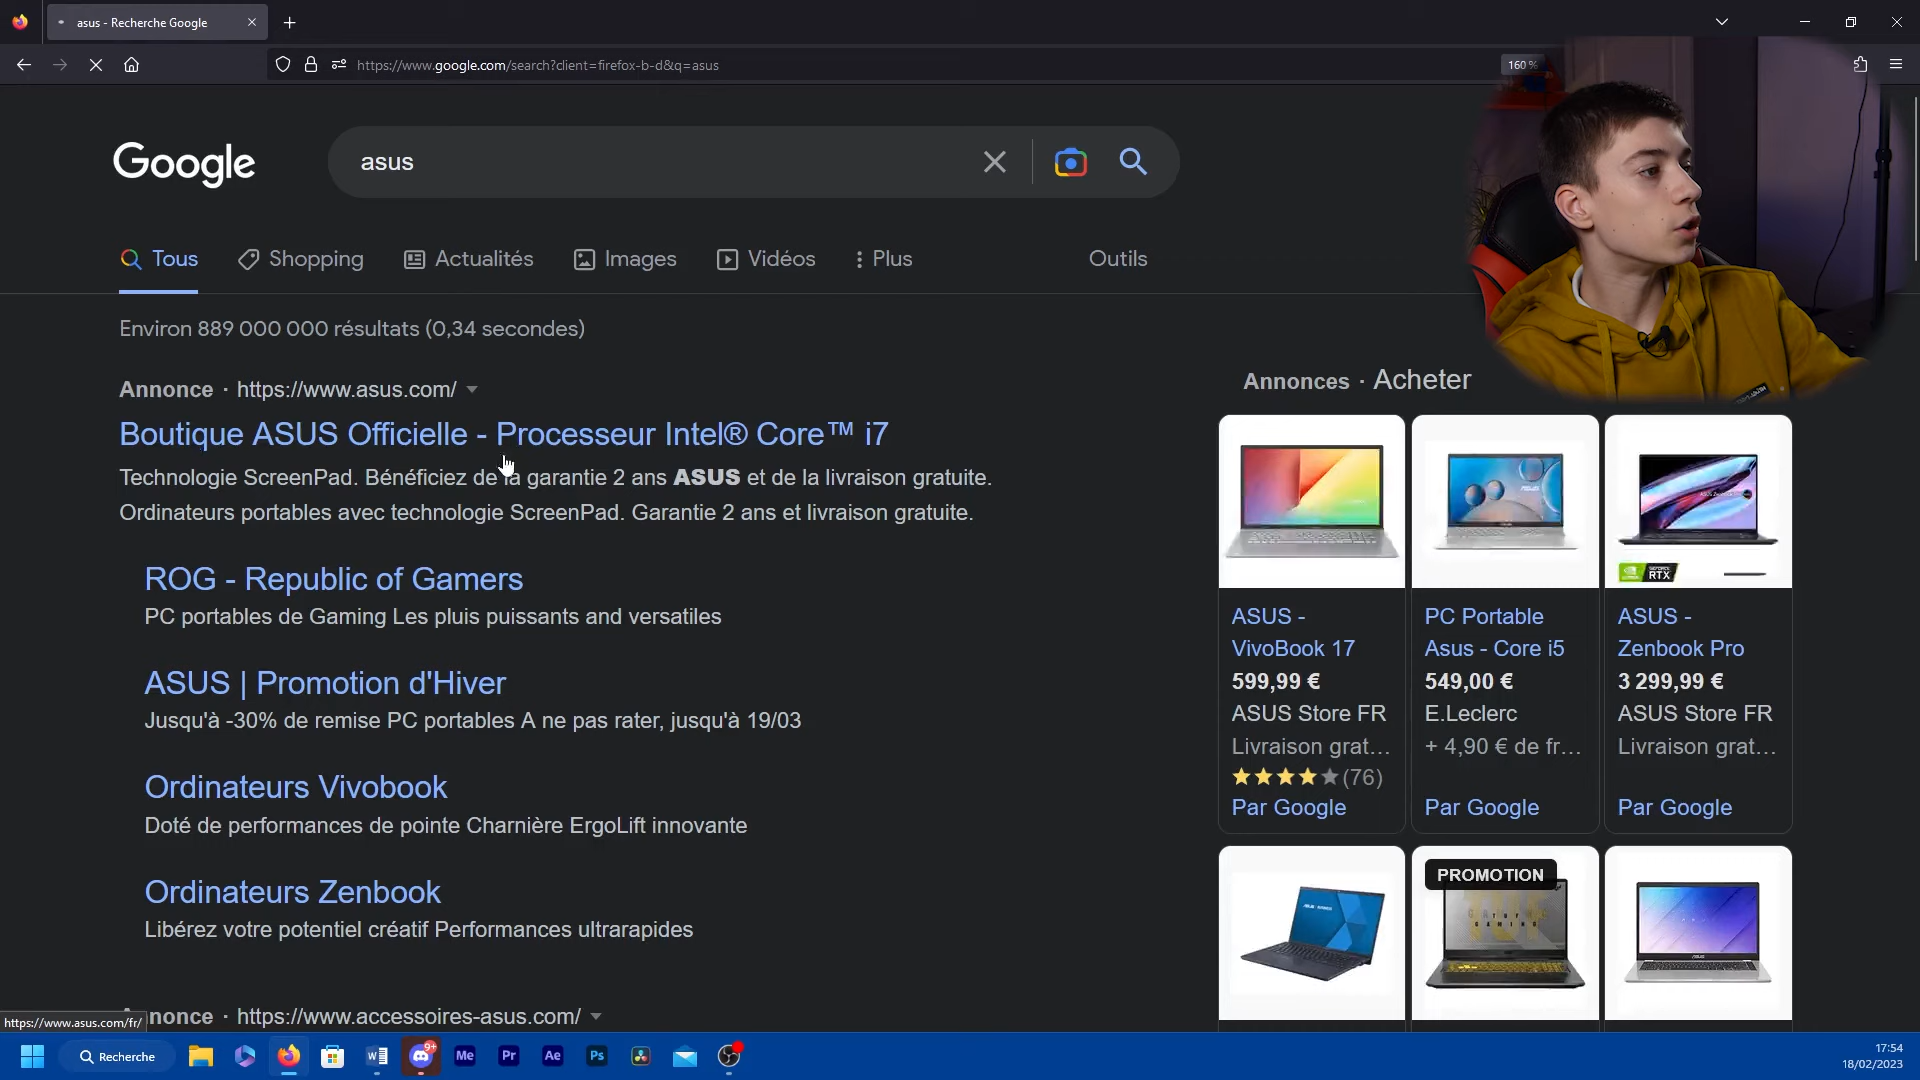 asus - Recherche Google
https://www.google.com/search?client=firefox-b-d&q=asus
160 %
Google
asus
Tous
Shopping
Actualités
Images
Vidéos
Plus
Outils
Environ 889 000 000 résultats (0,34 secondes)
Annonce · https://www.asus.com/
Boutique ASUS Officielle - Processeur Intel® Core™ i7
Technologie ScreenPad. Bénéficiez de la garantie 2 ans ASUS et de la livraison gratuite.
Ordinateurs portables avec technologie ScreenPad. Garantie 2 ans et livraison gratuite.
ROG - Republic of Gamers
PC portables de Gaming Les pluis puissants and versatiles
ASUS | Promotion d'Hiver
Jusqu'à -30% de remise PC portables A ne pas rater, jusqu'à 19/03
Ordinateurs Vivobook
Doté de performances de pointe Charnière ErgoLift innovante
Ordinateurs Zenbook
Libérez votre potentiel créatif Performances ultrarapides
nonce · https://www.accessoires-asus.com/
https://www.asus.com/fr/
Annonces · Acheter
GEFORCE
RTX
ASUS -
VivoBook 17
599,99 €
ASUS Store FR
Livraison grat...
(76)
Par Google
PC Portable
Asus - Core i5
549,00 €
E.Leclerc
+ 4,90 € de fr...
Par Google
ASUS -
Zenbook Pro
3 299,99 €
ASUS Store FR
Livraison grat...
Par Google
PROMOTION
TUF
GAMING
Recherche
9+
Me
Pr
Ae
Ps
17:54
18/02/2023